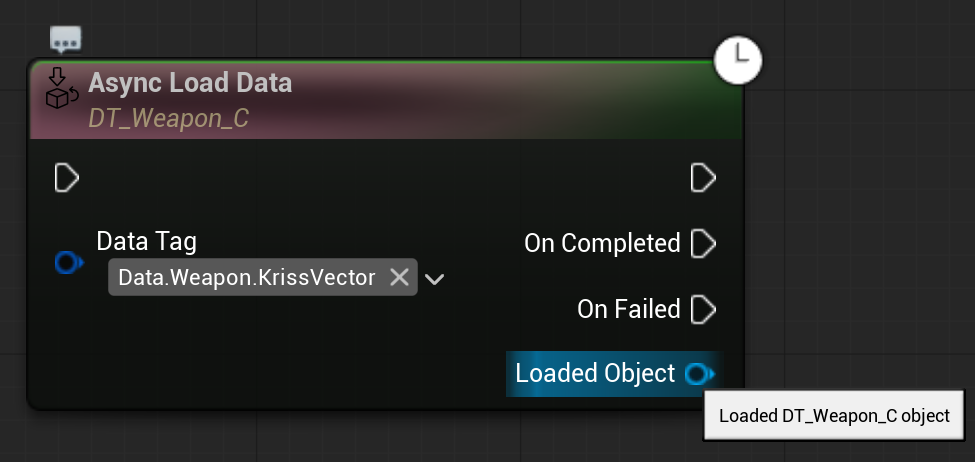 Async Load Data
DT_Weapon_C
Data Tag
Data.Weapon.KrissVector
On Completed
On Failed
Loaded Object
Loaded DT_Weapon_C object